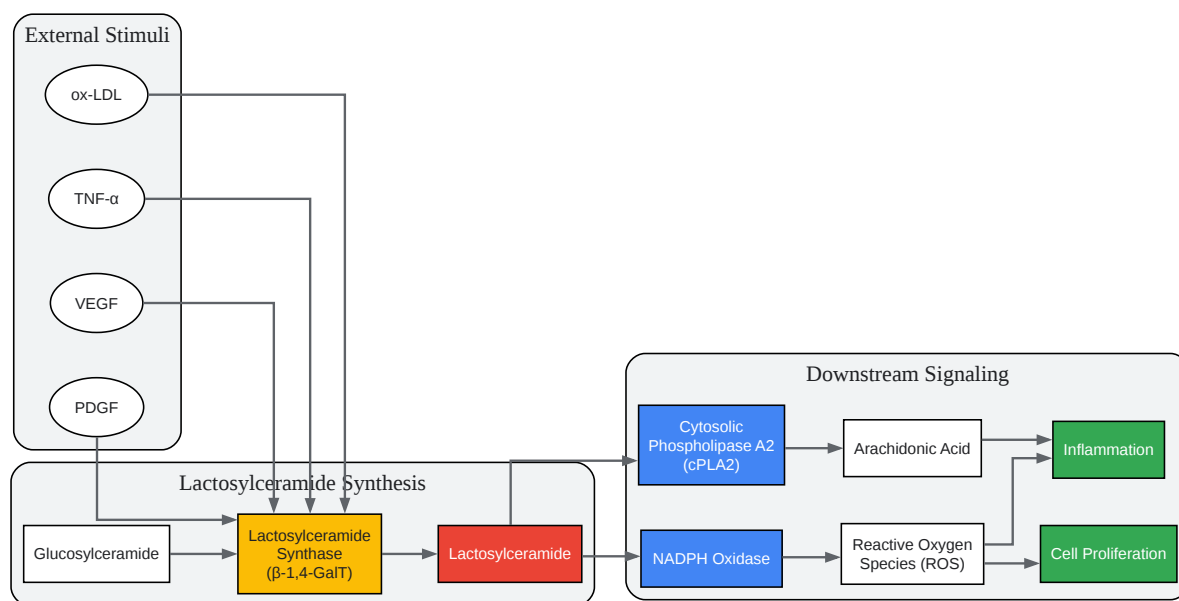 External Stimuli
ox-LDL
TNF-α
VEGF
PDGF
Lactosylceramide Synthesis
Glucosylceramide
Lactosylceramide
Synthase
(β-1,4-GalT)
Lactosylceramide
Downstream Signaling
Cytosolic
Phospholipase A2
(cPLA2)
Arachidonic Acid
Inflammation
NADPH Oxidase
Reactive Oxygen
Species (ROS)
Cell Proliferation